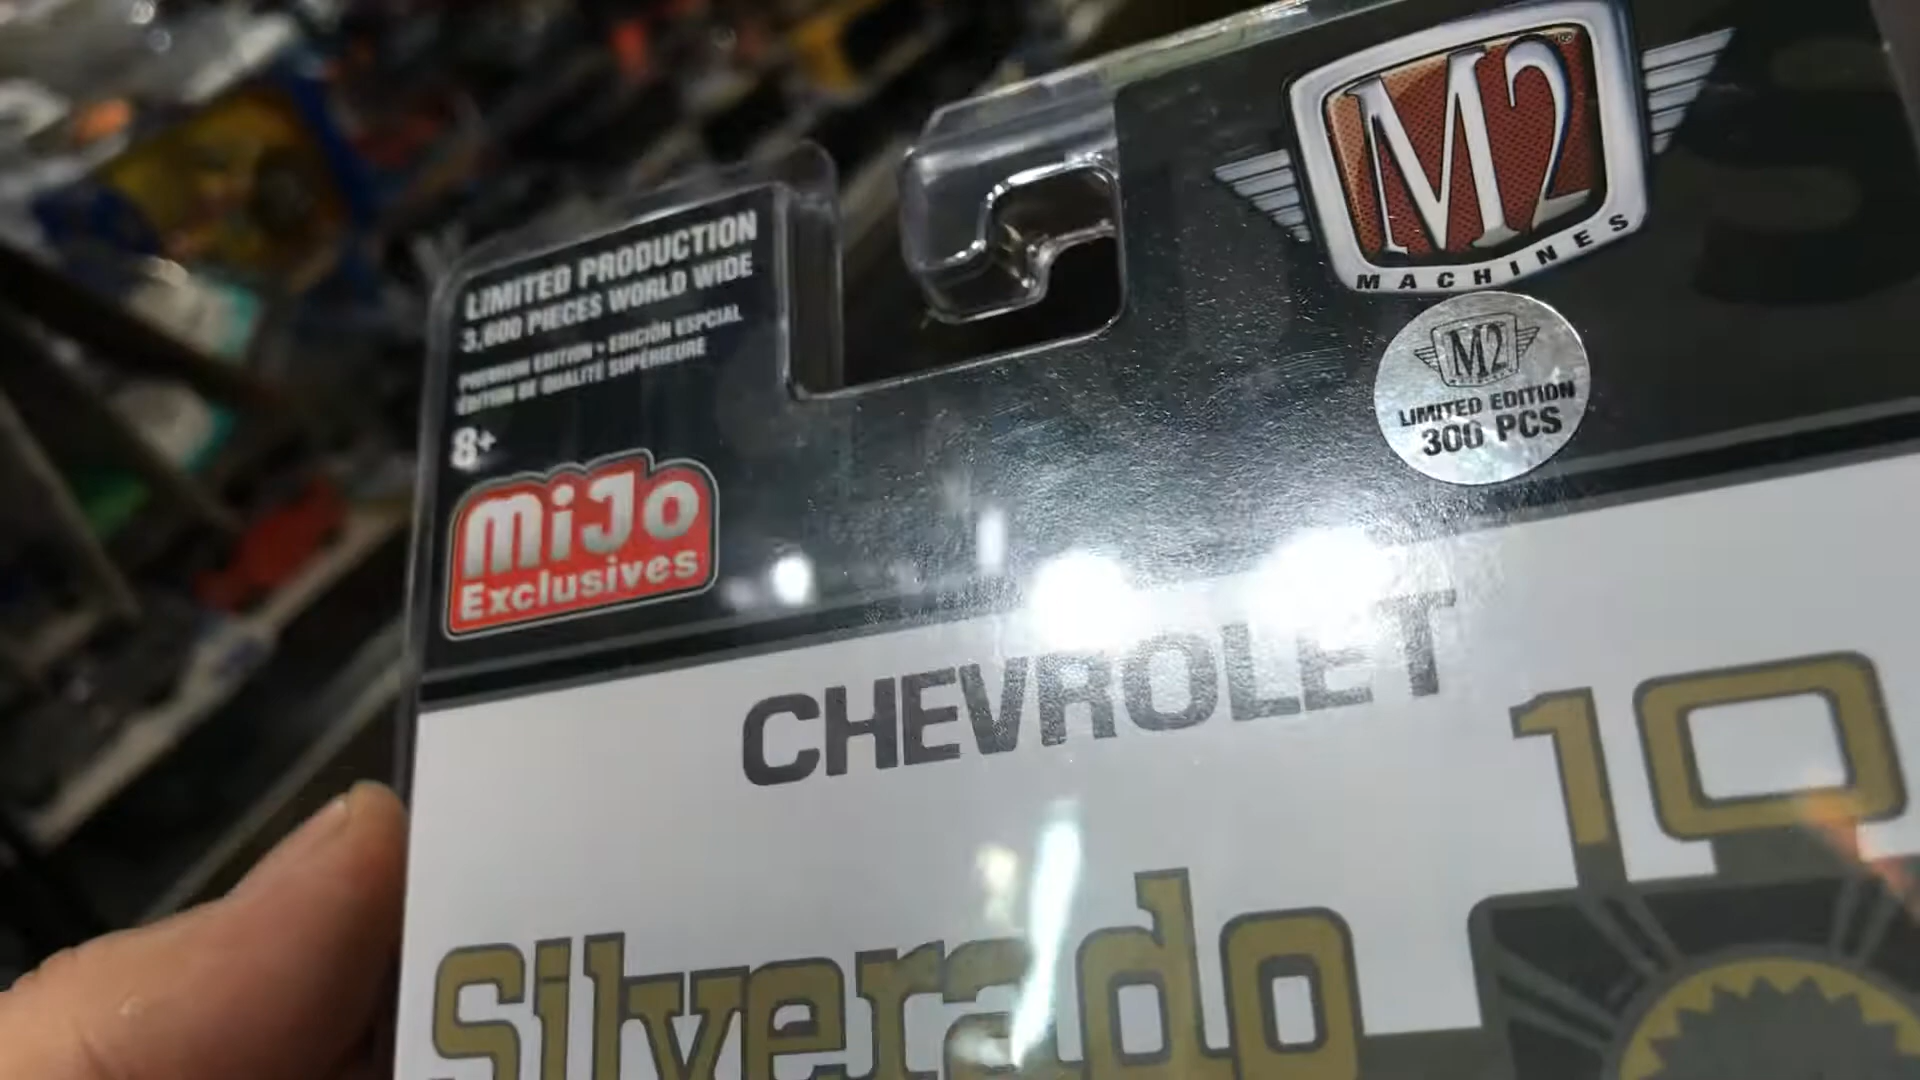 LIMITED PRODUCTION
3,600 PIECES WORLD WIDE
PREMIUM EDITION • EDICIÓN ESPCIAL
ÉDITION DE QUALITÉ SUPÉRIEURE
8+
MiJo
Exclusives
M2
MACHINES
M2
LIMITED EDITION
300 PCS
CHEVROLET
Silverado 10